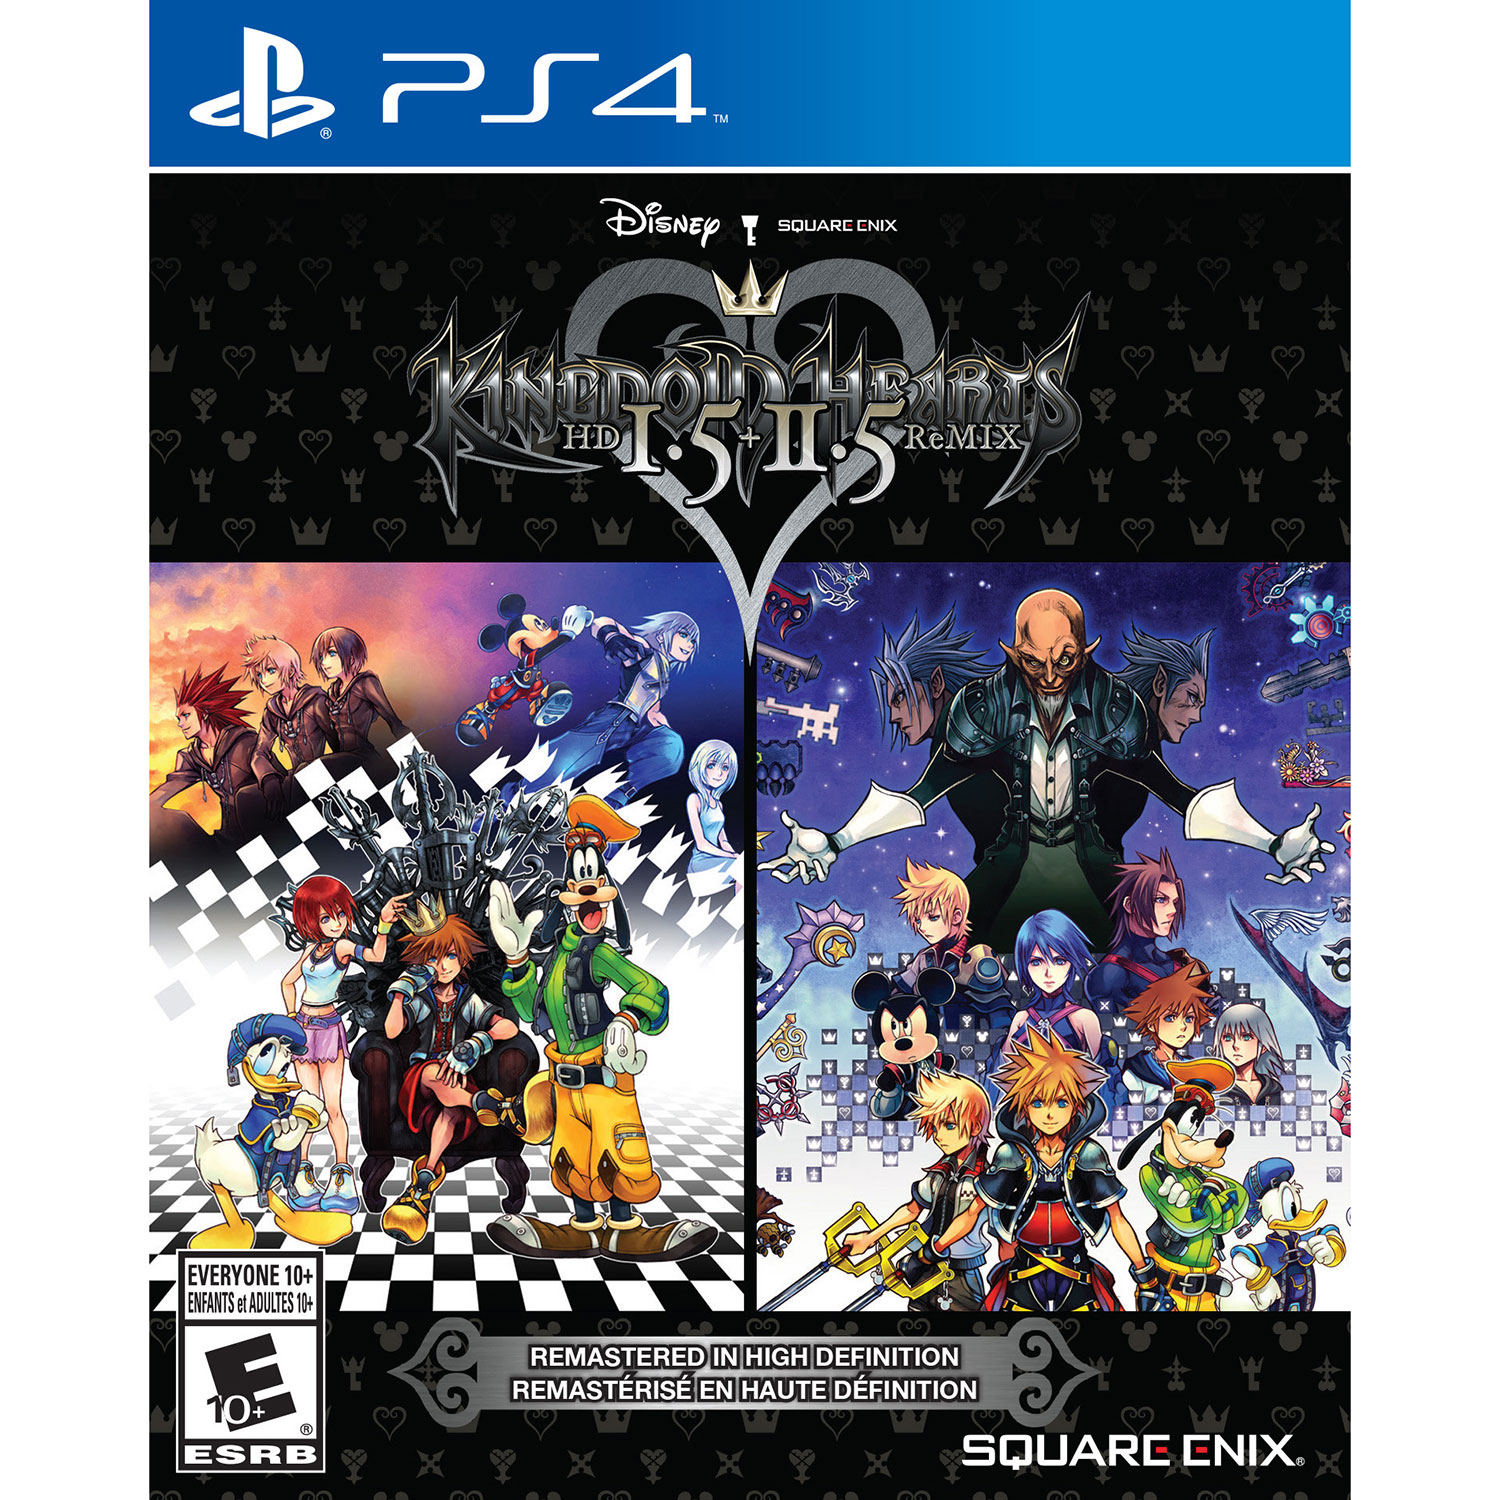 PS4™
Disney SQUARE ENIX
KINGDOM HEARTS
HD I.5+II.5 ReMIX
EVERYONE 10+
ENFANTS et ADULTES 10+
E
10+
®
ESRB
REMASTERED IN HIGH DEFINITION
REMASTÉRISÉ EN HAUTE DÉFINITION
SQUARE ENIX®